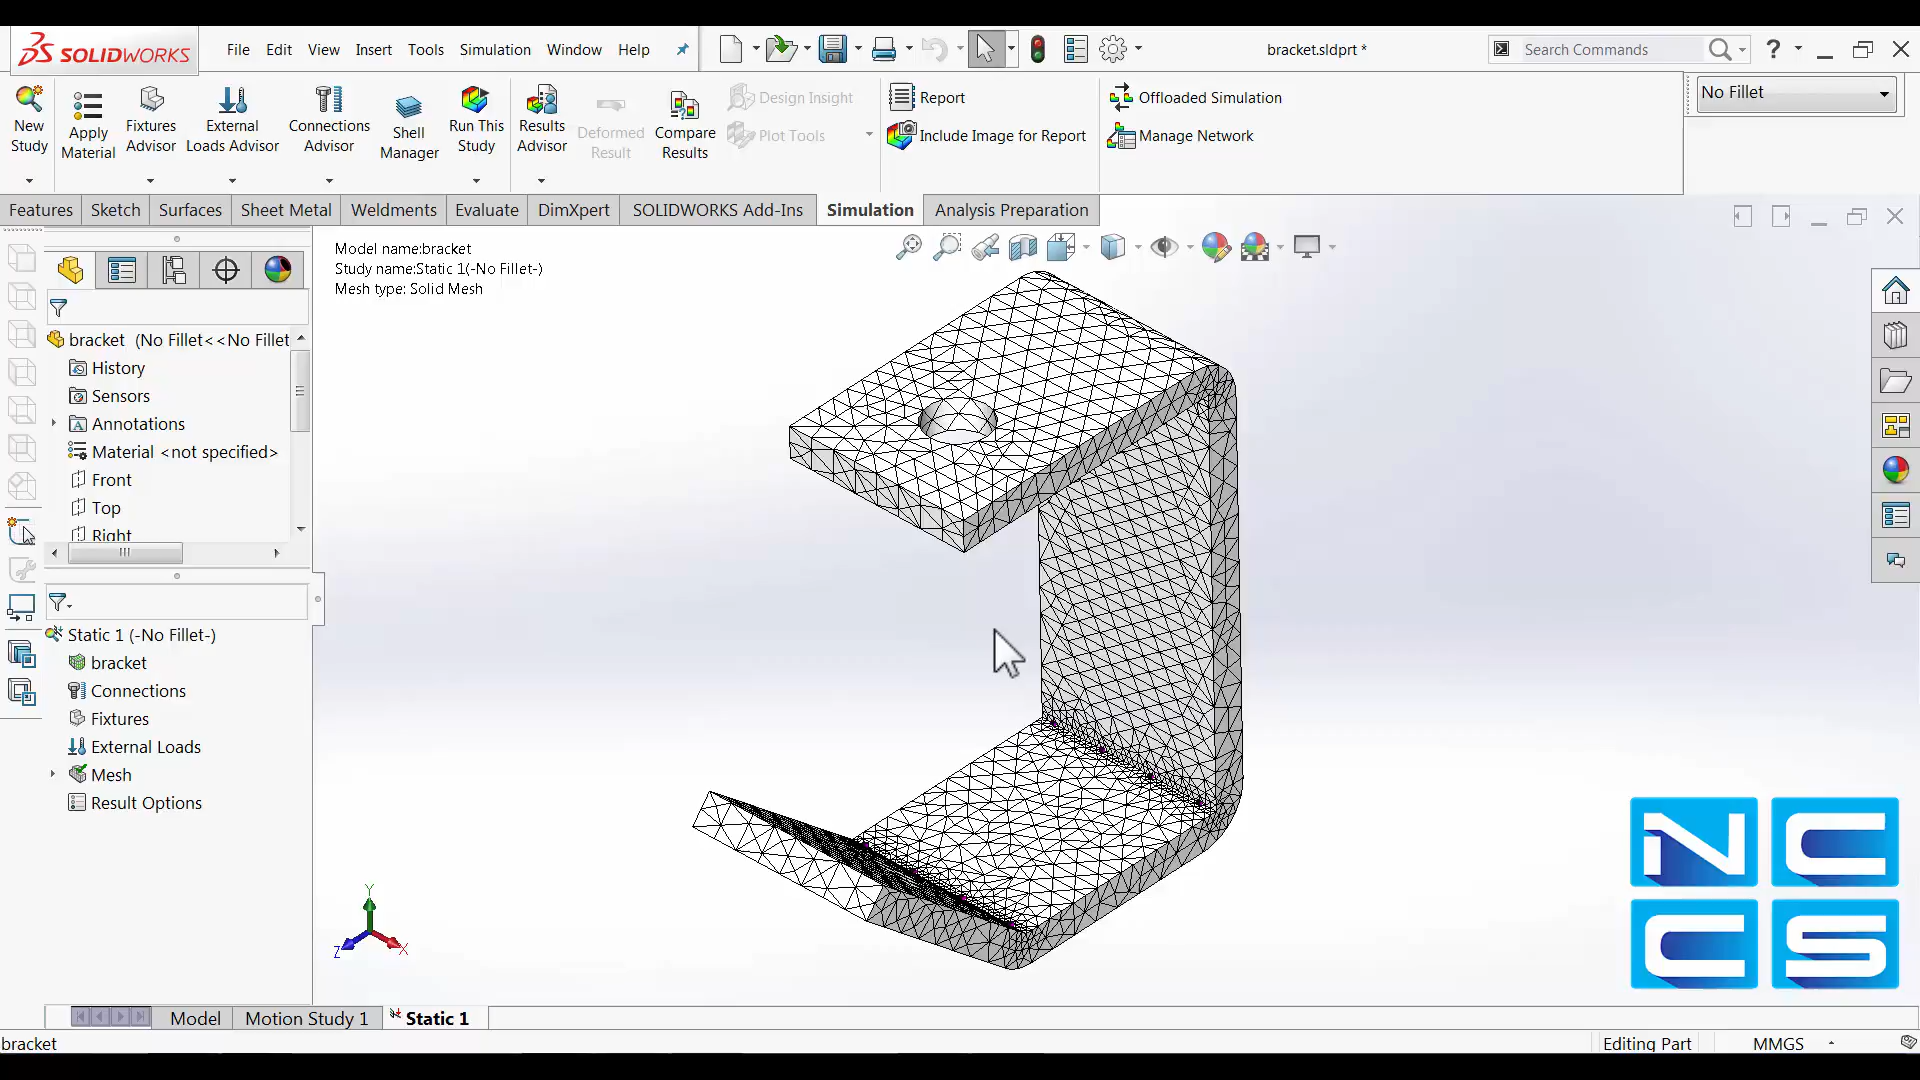 SOLIDWORKS
File Edit View Insert Tools Simulation Window Help
bracket.sldprt *
Search Commands
?
New Study
Apply Material
Fixtures Advisor
External Loads Advisor
Connections Advisor
Shell Manager
Run This Study
Results Advisor
Deformed Result
Compare Results
Design Insight
Plot Tools
Report
Include Image for Report
Offloaded Simulation
Manage Network
No Fillet
Features Sketch Surfaces Sheet Metal Weldments Evaluate DimXpert SOLIDWORKS Add-Ins Simulation Analysis Preparation
Model name:bracket
Study name:Static 1(-No Fillet-)
Mesh type: Solid Mesh
bracket (No Fillet<<No Fillet
History
Sensors
Annotations
Material <not specified>
Front
Top
Right
Static 1 (-No Fillet-)
bracket
Connections
Fixtures
External Loads
Mesh
Result Options
Y
Z X
N C
C S
Model Motion Study 1 Static 1
bracket
Editing Part MMGS